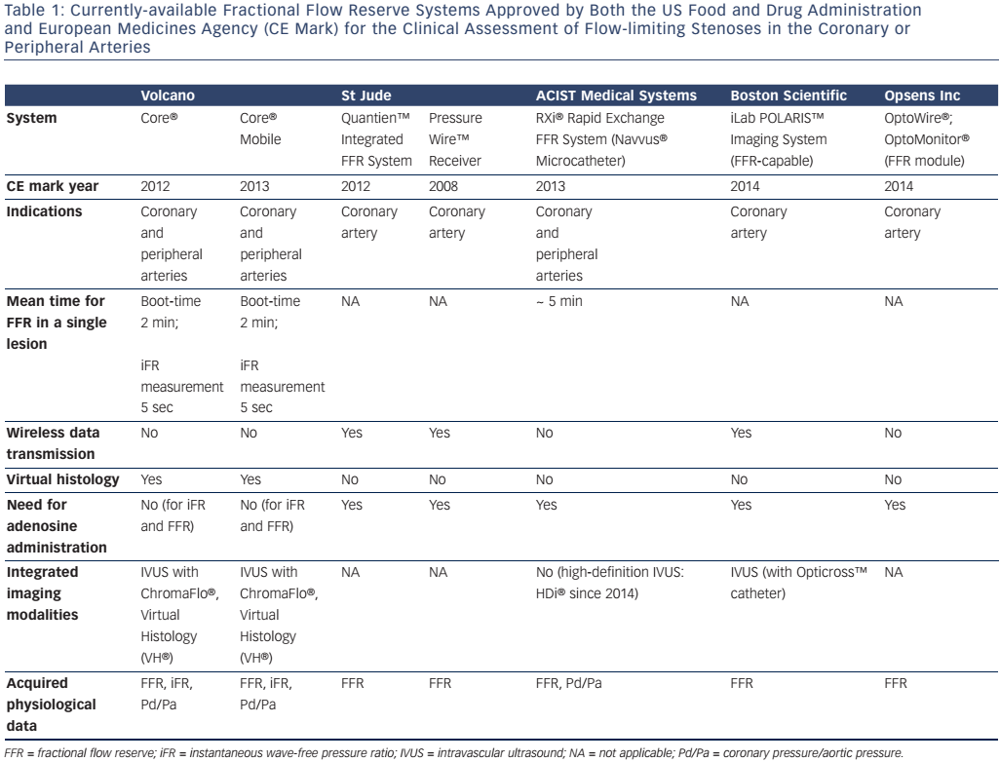 Table 1: Currently-available Fractional Flow Reserve Systems Approved by Both the US Food and Drug Administration
and European Medicines Agency (CE Mark) for the Clinical Assessment of Flow-limiting Stenoses in the Coronary or
Peripheral Arteries
Volcano St Jude ACIST Medical Systems Boston Scientific Opsens Inc
System Core® Core® Quantien™ Pressure RXi® Rapid Exchange iLab POLARIS™ OptoWire®;
Mobile Integrated Wire™ FFR System (Navvus® Imaging System OptoMonitor®
FFR System Receiver Microcatheter) (FFR-capable) (FFR module)
CE mark year 2012 2013 2012 2008 2013 2014 2014
Indications Coronary Coronary Coronary Coronary Coronary Coronary Coronary
and and artery artery and artery artery
peripheral peripheral peripheral
arteries arteries arteries
Mean time for Boot-time Boot-time NA NA ~ 5 min NA NA
FFR in a single 2 min; 2 min;
lesion
iFR iFR
measurement measurement
5 sec 5 sec
Wireless data No No Yes Yes No Yes No
transmission
Virtual histology Yes Yes No No No No No
Need for No (for iFR No (for iFR Yes Yes Yes Yes Yes
adenosine and FFR) and FFR)
administration
Integrated IVUS with IVUS with NA NA No (high-definition IVUS: IVUS (with Opticross™ NA
imaging ChromaFlo®, ChromaFlo®, HDi® since 2014) catheter)
modalities Virtual Virtual
Histology Histology
(VH®) (VH®)
Acquired FFR, iFR, FFR, iFR, FFR FFR FFR, Pd/Pa FFR FFR
physiological Pd/Pa Pd/Pa
data
FFR = fractional flow reserve; iFR = instantaneous wave-free pressure ratio; IVUS = intravascular ultrasound; NA = not applicable; Pd/Pa = coronary pressure/aortic pressure.